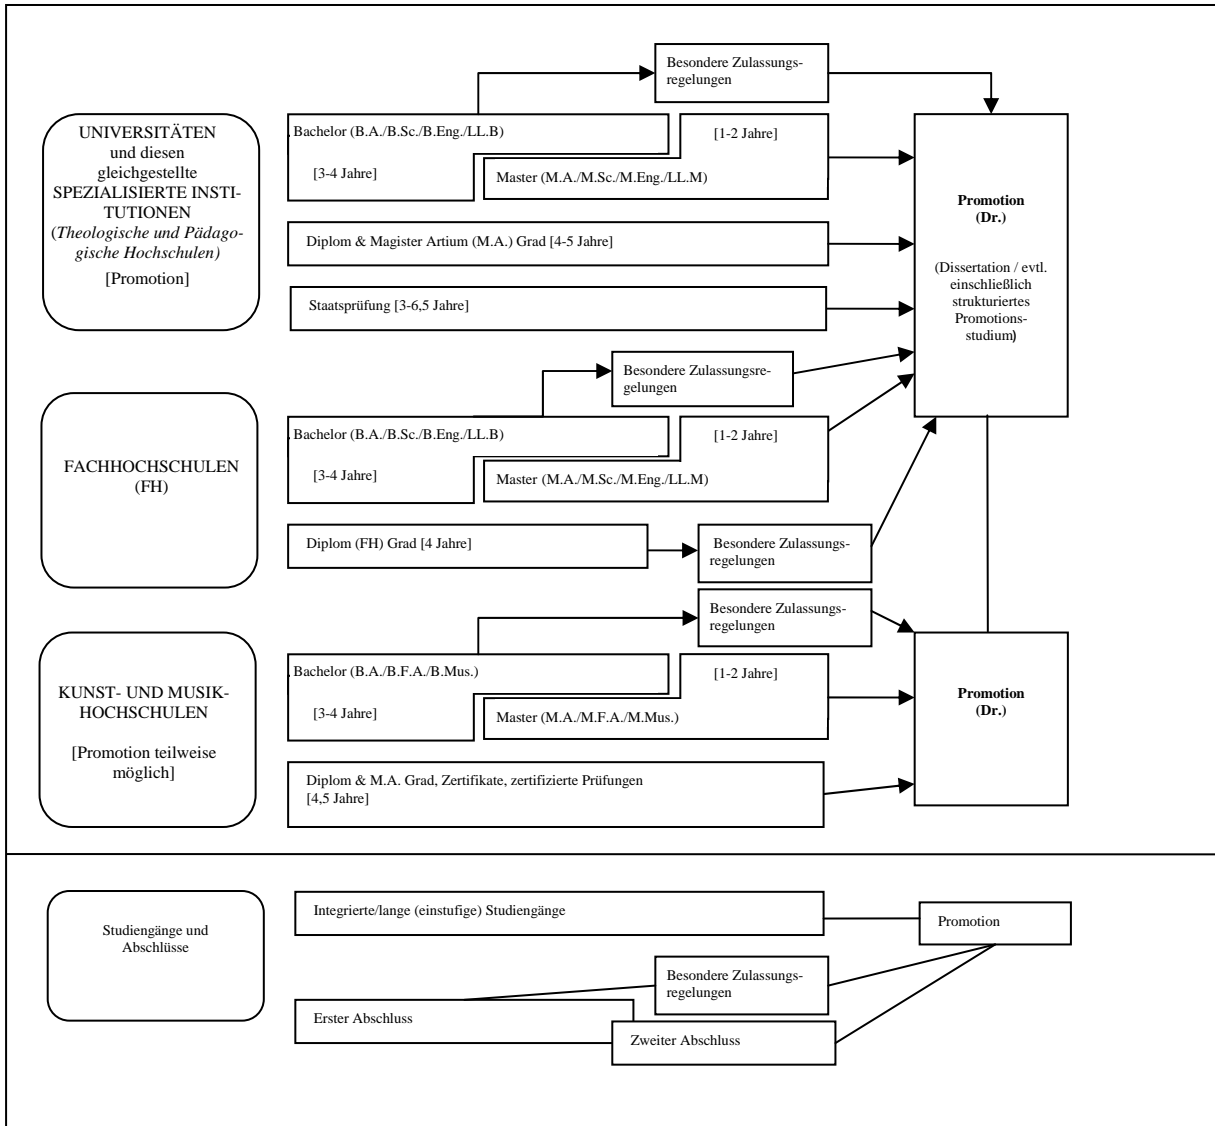 Besondere Zulassungs-
regelungen
UNIVERSITÄTEN
und diesen
gleichgestellte
SPEZIALISIERTE INSTI-
TUTIONEN
(Theologische und Pädago-
gische Hochschulen)
[Promotion]
Bachelor (B.A./B.Sc./B.Eng./LL.B)
[3-4 Jahre]
[1-2 Jahre]
Master (M.A./M.Sc./M.Eng./LL.M)
Diplom & Magister Artium (M.A.) Grad [4-5 Jahre]
Staatsprüfung [3-6,5 Jahre]
Promotion
(Dr.)
(Dissertation / evtl.
einschließlich
strukturiertes
Promotions-
studium)
FACHHOCHSCHULEN
(FH)
Besondere Zulassungsre-
gelungen
Bachelor (B.A./B.Sc./B.Eng./LL.B)
[3-4 Jahre]
[1-2 Jahre]
Master (M.A./M.Sc./M.Eng./LL.M)
Diplom (FH) Grad [4 Jahre]
Besondere Zulassungs-
regelungen
KUNST- UND MUSIK-
HOCHSCHULEN
[Promotion teilweise
möglich]
Besondere Zulassungs-
regelungen
Bachelor (B.A./B.F.A./B.Mus.)
[3-4 Jahre]
[1-2 Jahre]
Master (M.A./M.F.A./M.Mus.)
Diplom & M.A. Grad, Zertifikate, zertifizierte Prüfungen
[4,5 Jahre]
Promotion
(Dr.)
Studiengänge und
Abschlüsse
Integrierte/lange (einstufige) Studiengänge
Promotion
Besondere Zulassungs-
regelungen
Erster Abschluss
Zweiter Abschluss